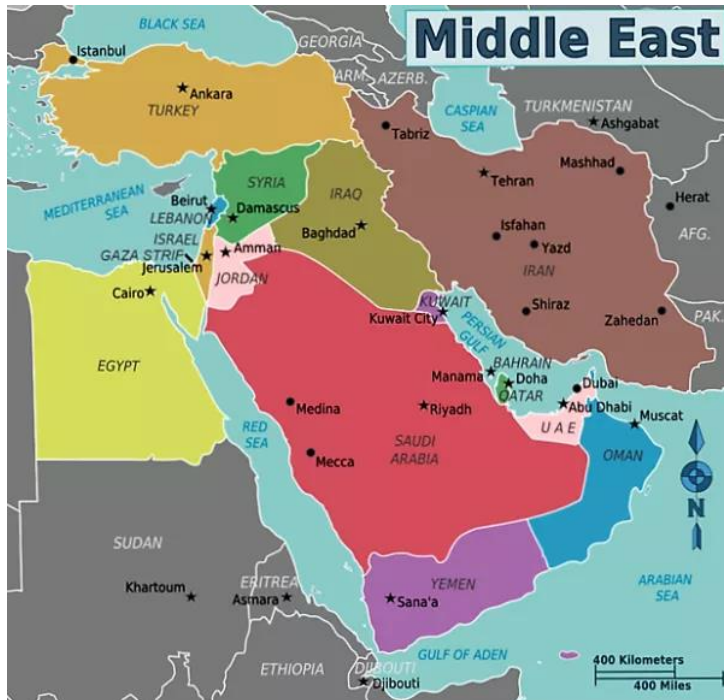 Middle East
BLACK SEA
Istanbul
GEORGIA
ARM.
AZERB.
CASPIAN
SEA
TURKMENISTAN
Ashgabat
Ankara
TURKEY
Tabriz
Tehran
Mashhad
Herat
AFG.
MEDITERRANEAN
SEA
SYRIA
Beirut
LEBANON
Damascus
IRAQ
Baghdad
Isfahan
Yazd
IRAN
ISRAEL
GAZA STRIF
Jerusalem
Amman
JORDAN
Cairo
EGYPT
KUWAIT
Kuwait City
Shiraz
Zahedan
PAK.
PERSIAN
GULF
BAHRAIN
Manama
Doha
QATAR
Dubai
Abu Dhabi
U A E
Muscat
Medina
Riyadh
RED
SEA
Mecca
SAUDI
ARABIA
OMAN
N
SUDAN
Khartoum
ERITREA
Asmara
YEMEN
Sana'a
ARABIAN
SEA
ETHIOPIA
DJIBOUTI
Djibouti
GULF OF ADEN
400 Kilometers
400 Miles